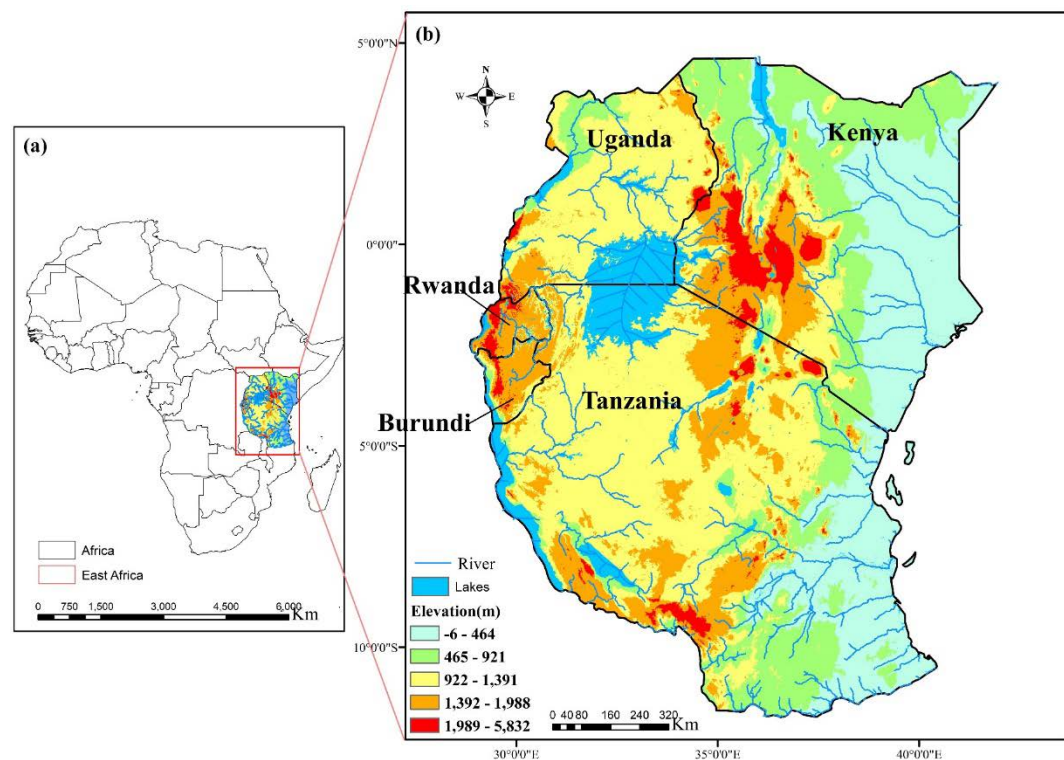 (a)
Africa
East Africa
0 750 1,500 3,000 4,500 6,000
Km
(b)
5°0'0"N
0°0'0"
5°0'0"S
10°0'0"S
N
W E
S
Uganda
Kenya
Rwanda
Burundi
Tanzania
River
Lakes
Elevation(m)
-6 - 464
465 - 921
922 - 1,391
1,392 - 1,988
1,989 - 5,832
0 40 80 160 240 320
Km
30°0'0"E
35°0'0"E
40°0'0"E